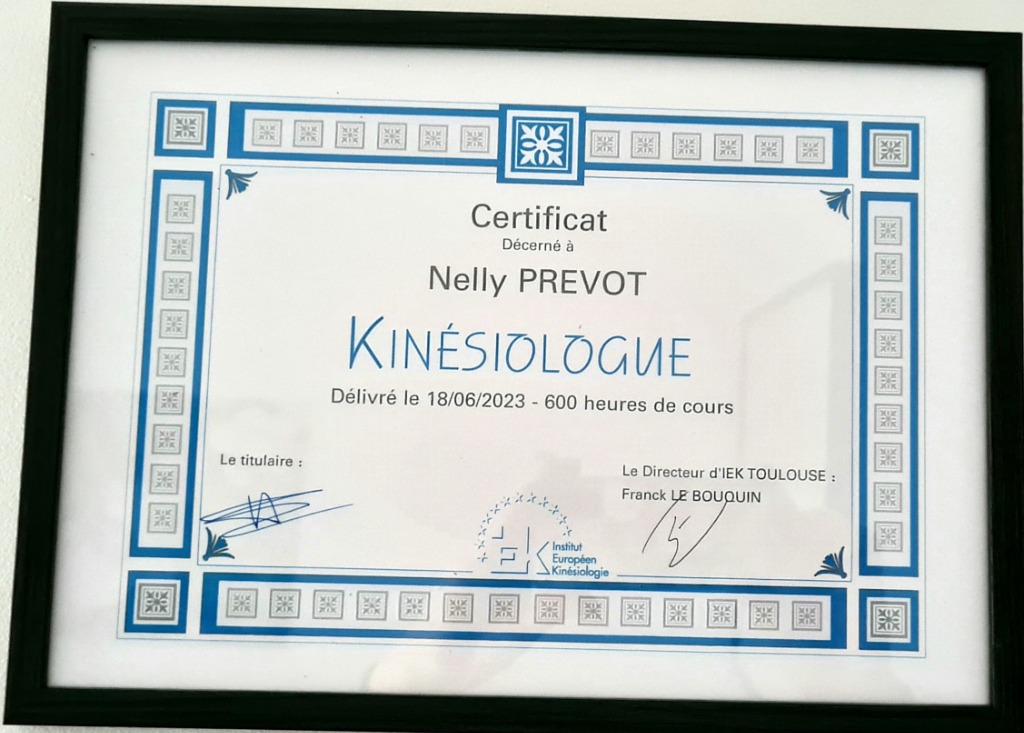 Certificat
Décerné à
Nelly PREVOT
KINÉSIOLOGUE
Délivré le 18/06/2023 - 600 heures de cours
Le titulaire :
Le Directeur d'IEK TOULOUSE :
Franck LE BOUQUIN
IEK
Institut
Européen
Kinésiologie